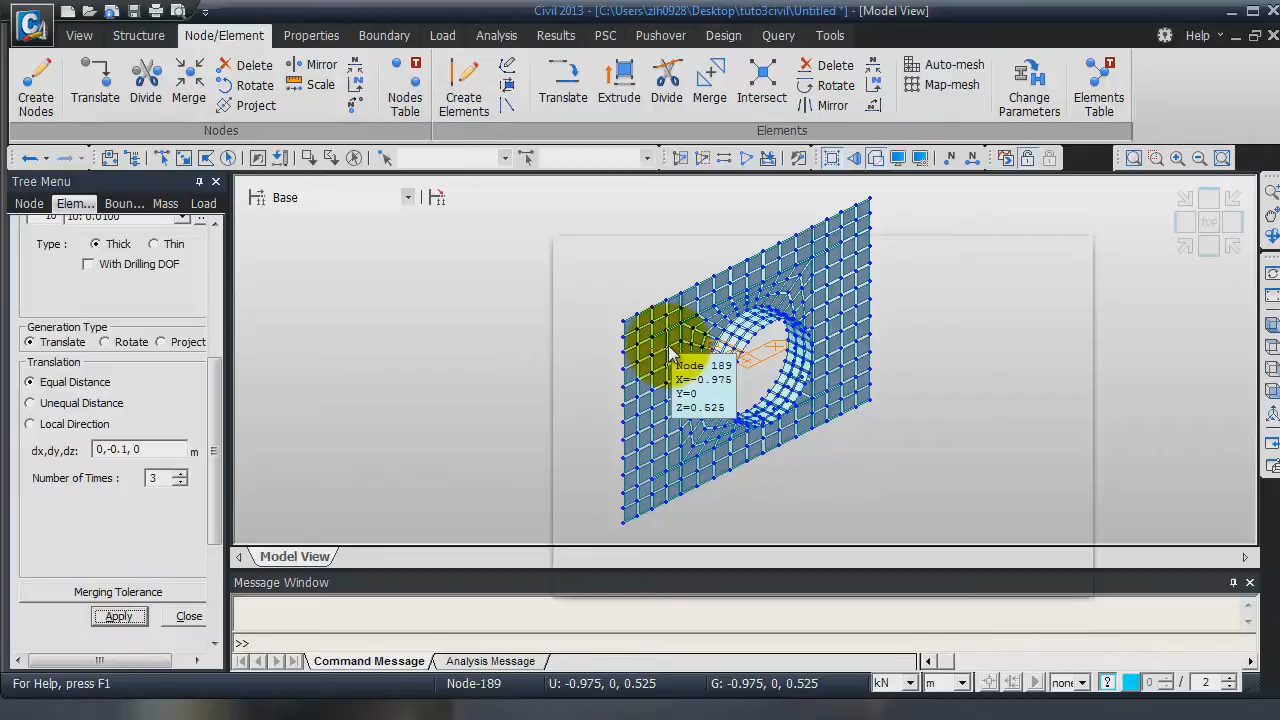 Civil 2013 - [C:\Users\zlh0928\Desktop\tuto3civil\Untitled *] - [Model View]
View Structure Node/Element Properties Boundary Load Analysis Results PSC Pushover Design Query Tools Help
Create Nodes
Translate
Divide
Merge
Delete
Rotate
Project
Mirror
Scale
Nodes Table
Create Elements
Translate
Extrude
Divide
Merge
Intersect
Delete
Rotate
Mirror
Auto-mesh
Map-mesh
Change Parameters
Elements Table
Nodes
Elements
Tree Menu
Node Elem... Boun... Mass Load
10 10: 0.0100
Type : Thick Thin
With Drilling DOF
Generation Type
Translate Rotate Project
Translation
Equal Distance
Unequal Distance
Local Direction
dx,dy,dz: 0,-0.1, 0 m
Number of Times : 3
Merging Tolerance
Apply Close
Base
TOP
Node 189
X=-0.975
Y=0
Z=0.525
Model View
Message Window
>>
Command Message Analysis Message
For Help, press F1 Node-189 U: -0.975, 0, 0.525 G: -0.975, 0, 0.525 kN m none ? 0 / 2